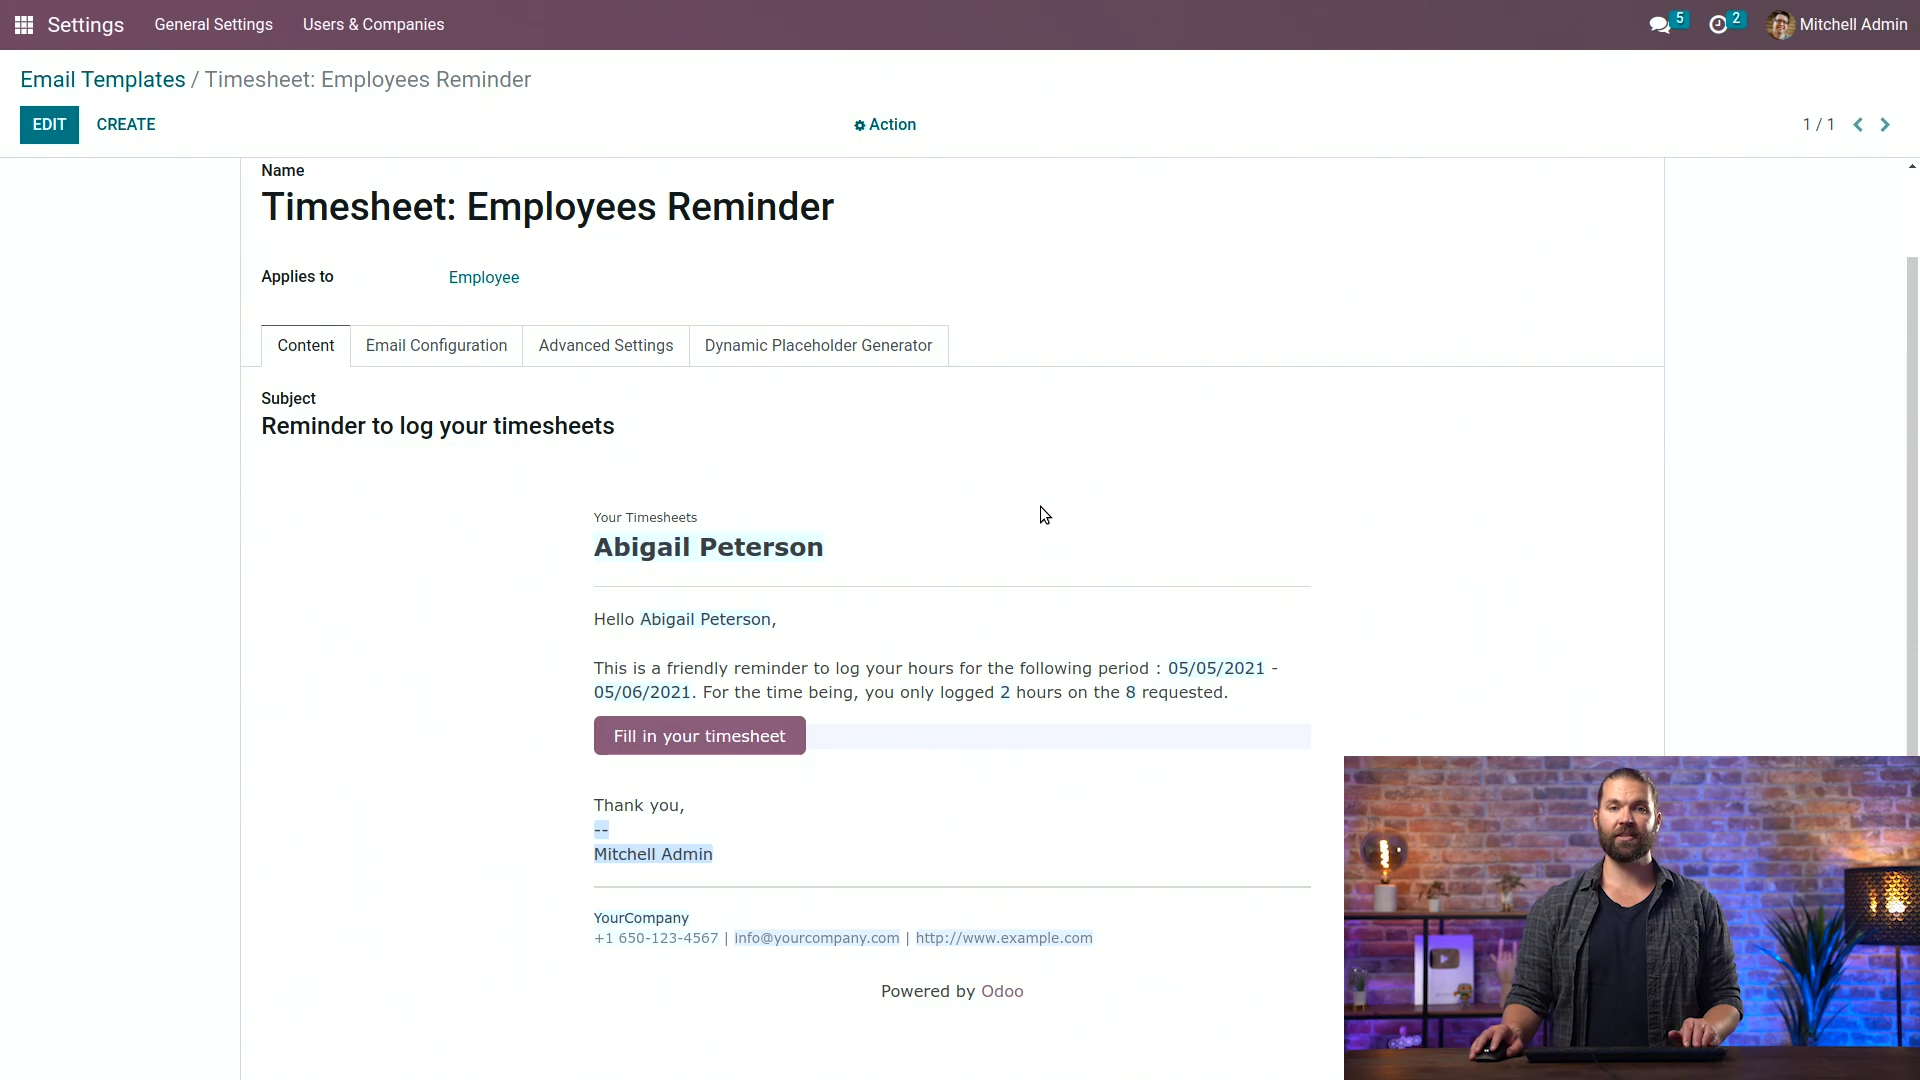 Settings General Settings Users & Companies 5 2 Mitchell Admin
Email Templates / Timesheet: Employees Reminder
EDIT CREATE Action 1 / 1
Name
Timesheet: Employees Reminder
Applies to Employee
Content Email Configuration Advanced Settings Dynamic Placeholder Generator
Subject
Reminder to log your timesheets
Your Timesheets
Abigail Peterson
Hello Abigail Peterson,
This is a friendly reminder to log your hours for the following period : 05/05/2021 -
05/06/2021. For the time being, you only logged 2 hours on the 8 requested.
Fill in your timesheet
Thank you,
--
Mitchell Admin
YourCompany
+1 650-123-4567 | info@yourcompany.com | http://www.example.com
Powered by Odoo